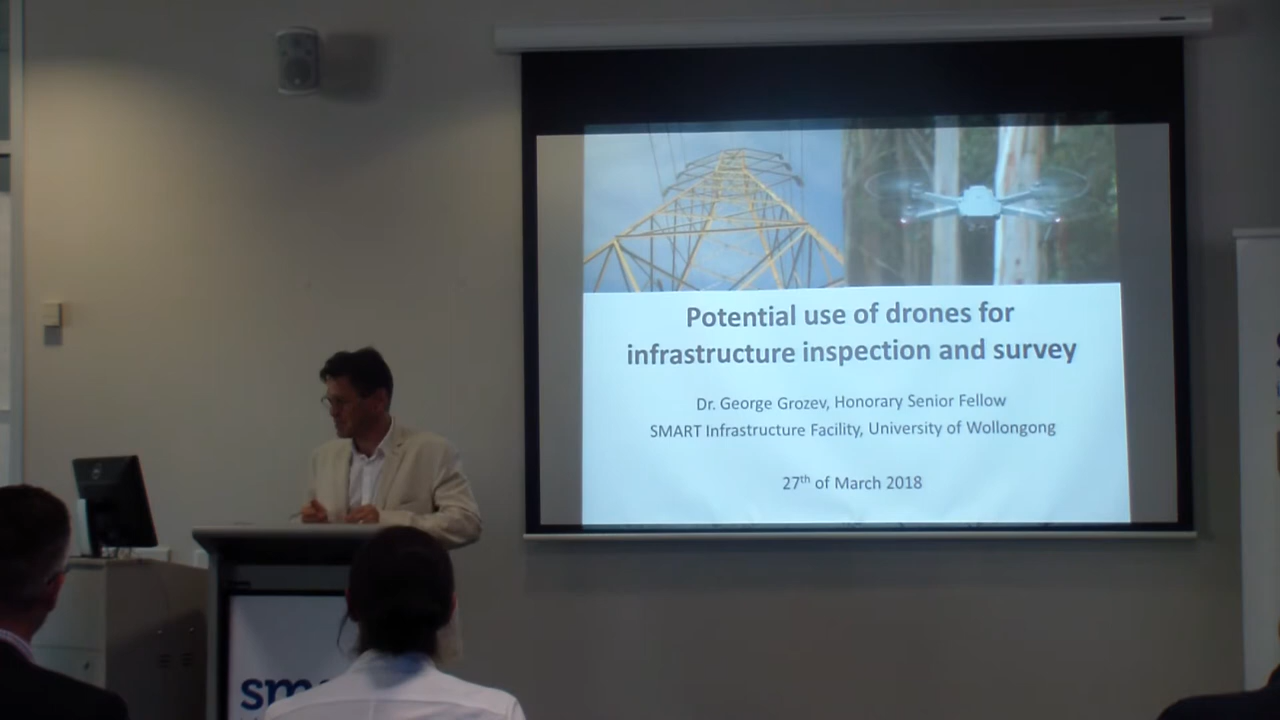 Potential use of drones for
infrastructure inspection and survey
Dr. George Grozev, Honorary Senior Fellow
SMART Infrastructure Facility, University of Wollongong
27th of March 2018